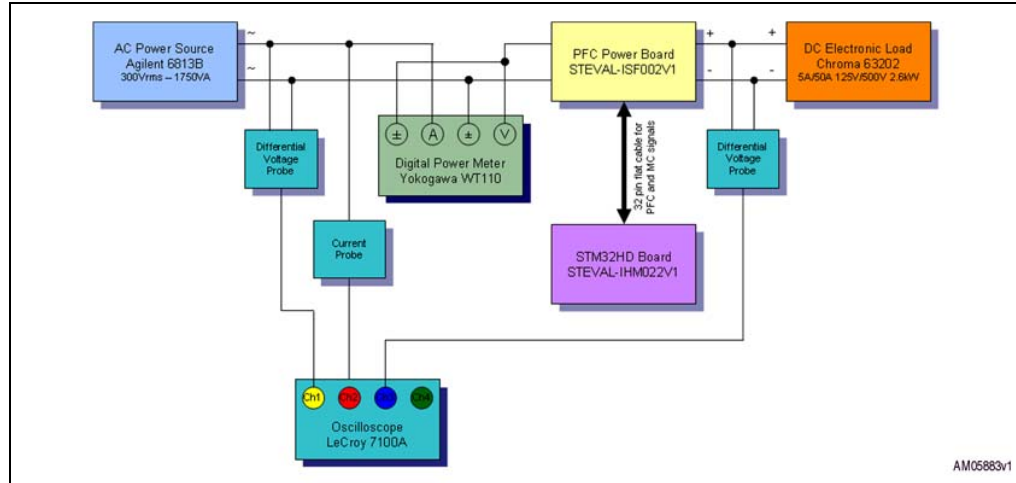 AC Power Source
Agilent 6813B
300Vrms – 1750VA
~
~
PFC Power Board
STEVAL-ISF002V1
+
-
+
-
DC Electronic Load
Chroma 63202
5A/50A 125V/500V 2.6kW
Differential
Voltage
Probe
±
A
±
V
Digital Power Meter
Yokogawa WT110
32 pin flat cable for
PFC and MC signals
Differential
Voltage
Probe
Current
Probe
STM32HD Board
STEVAL-IHM022V1
Ch1
Ch2
Ch3
Ch4
Oscilloscope
LeCroy 7100A
AM05883v1